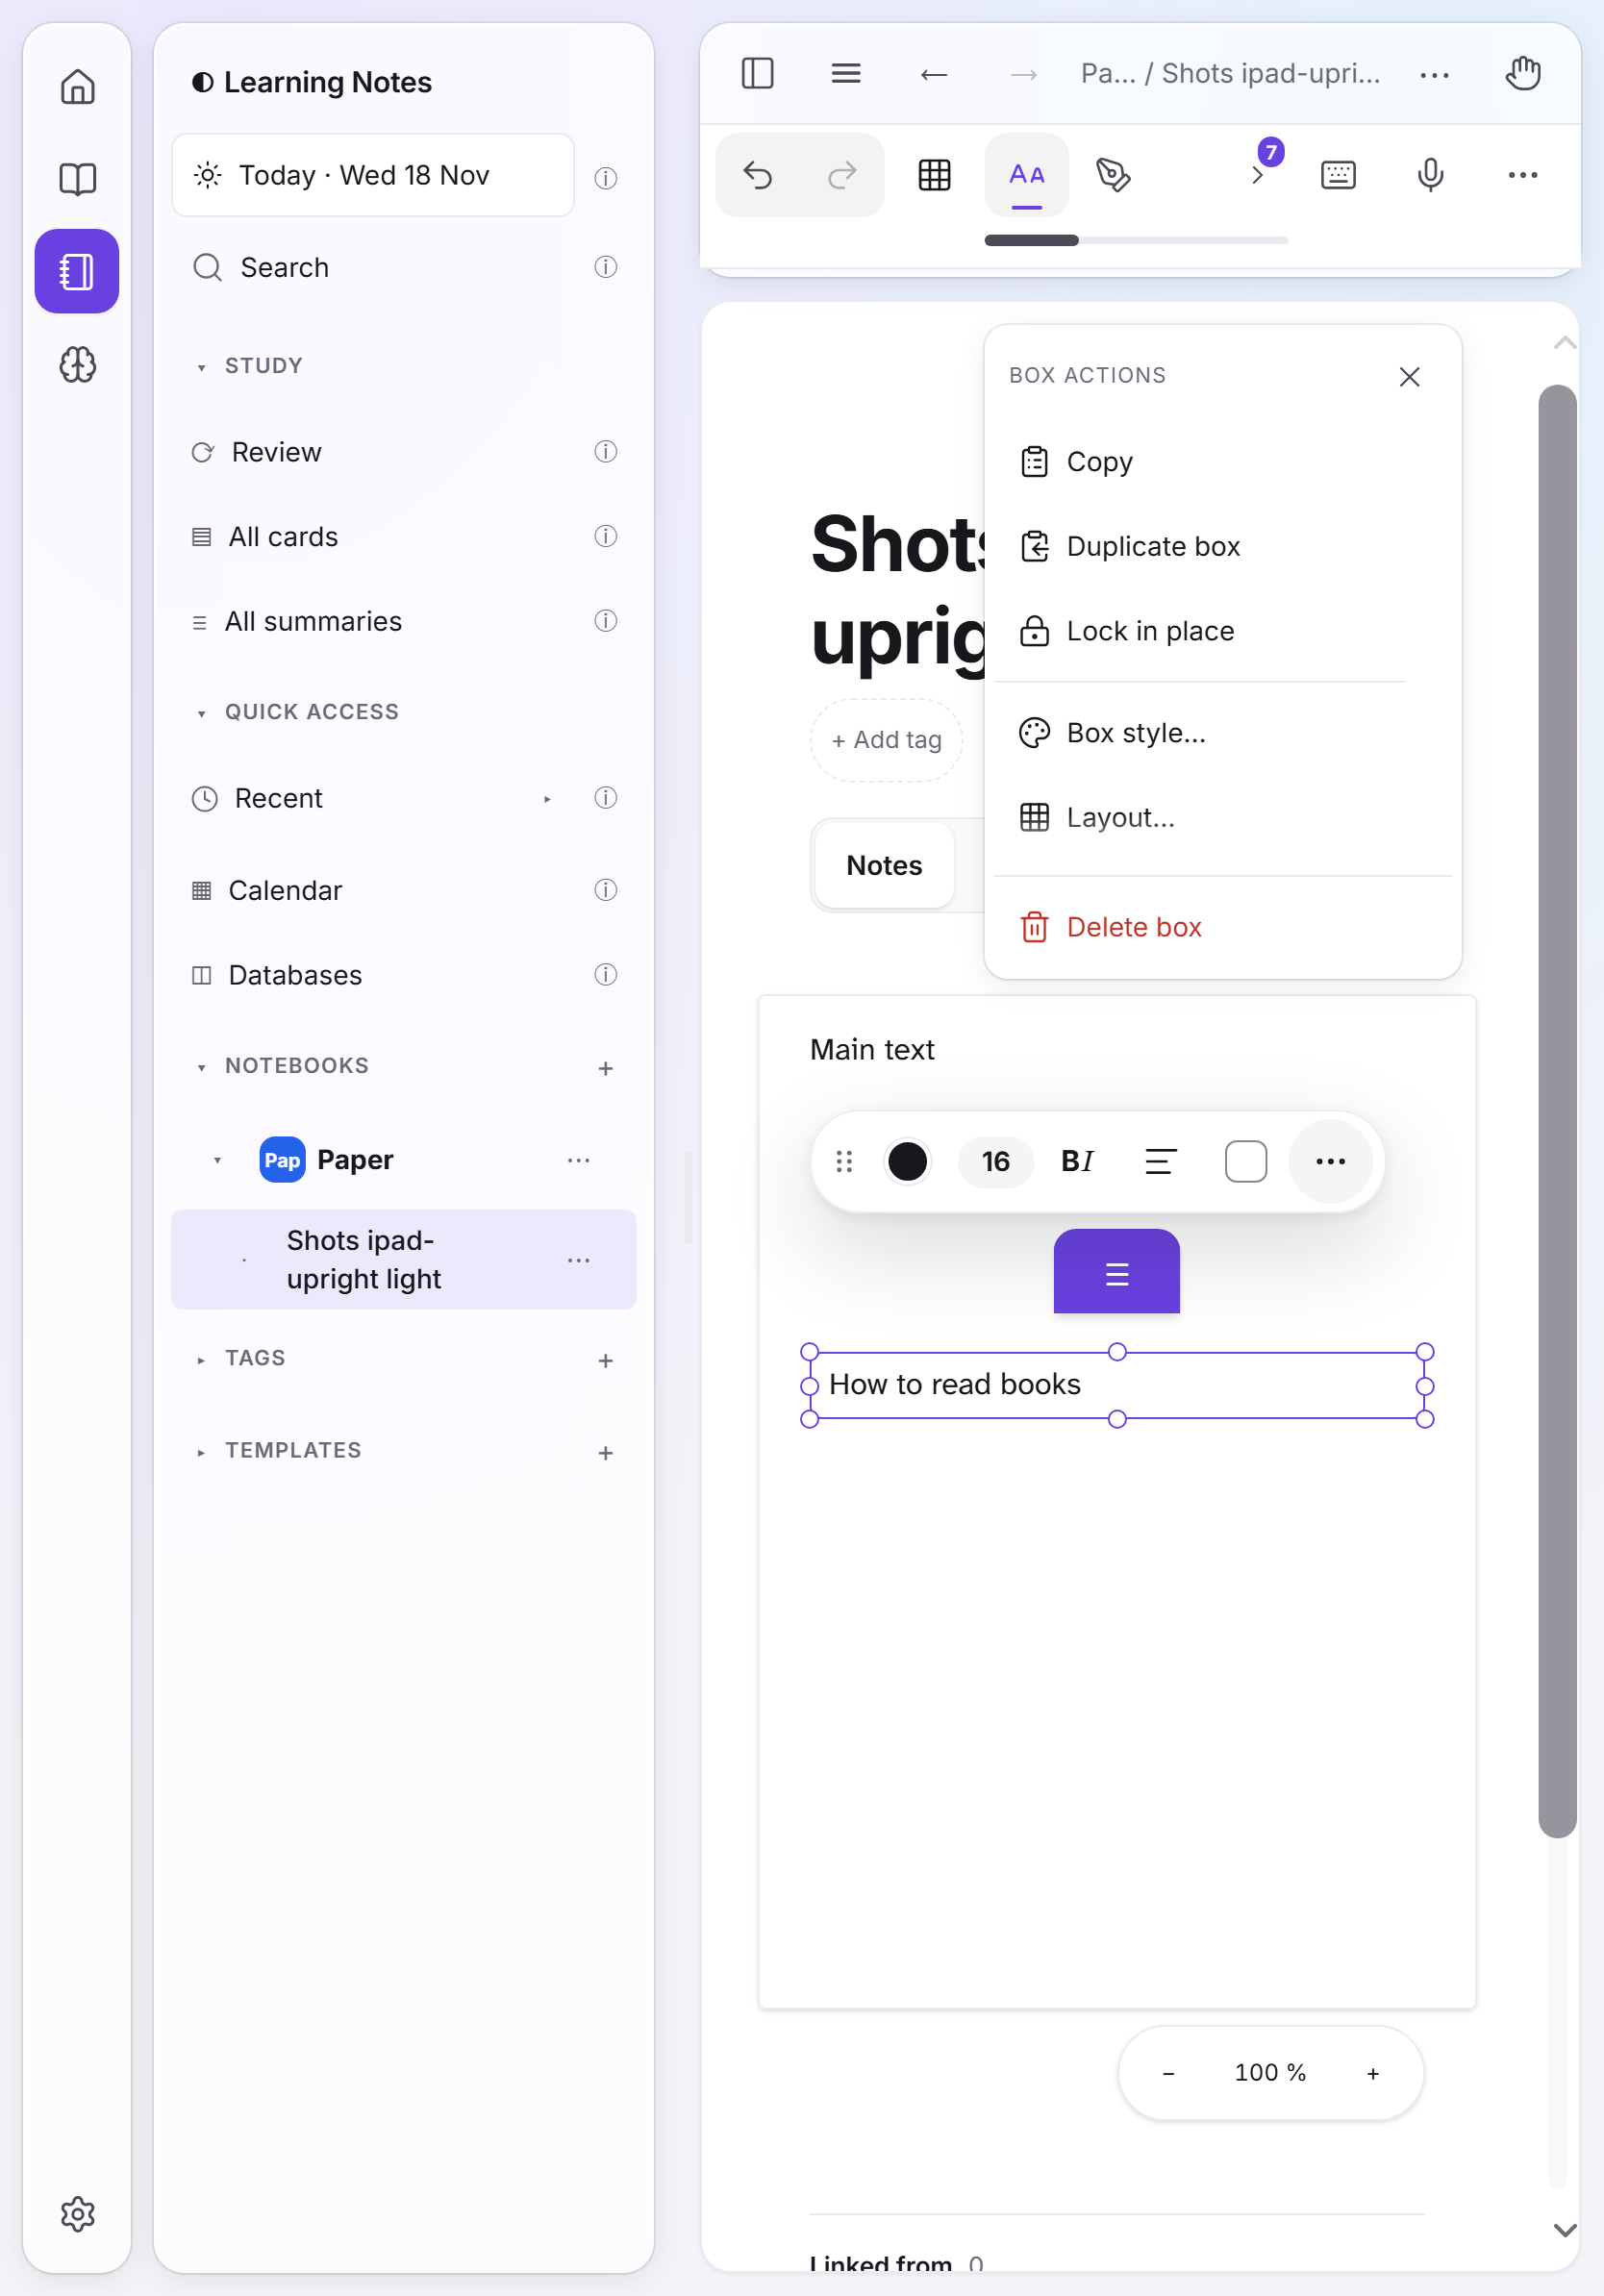 Learning Notes
Today · Wed 18 Nov
Search
STUDY
Review
All cards
All summaries
QUICK ACCESS
Recent
Calendar
Databases
NOTEBOOKS
Pap Paper
Shots ipad-
upright light
TAGS
TEMPLATES
Pa... / Shots ipad-upri...
7
BOX ACTIONS
Copy
Duplicate box
Lock in place
Box style...
Layout...
Delete box
Shots
uprig
+ Add tag
Notes
Main text
16 B I
How to read books
− 100 % +
Linked from 0